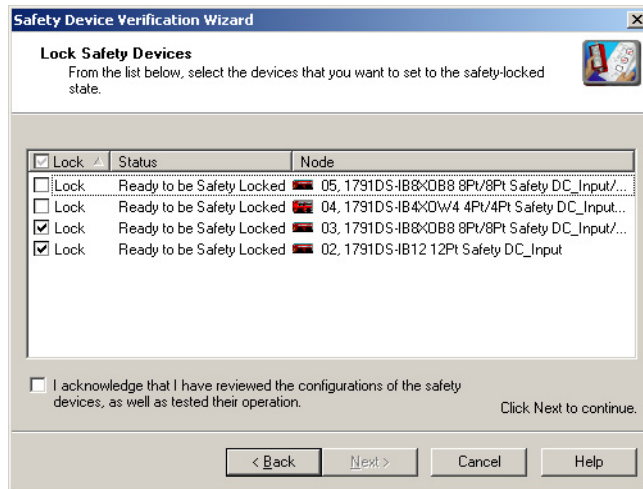 Safety Device Verification Wizard
Lock Safety Devices
From the list below, select the devices that you want to set to the safety-locked
state.
Lock Status Node
Lock Ready to be Safety Locked 05, 1791DS-IB8XOB8 8Pt/8Pt Safety DC_Input/...
Lock Ready to be Safety Locked 04, 1791DS-IB4XOW4 4Pt/4Pt Safety DC_Input...
Lock Ready to be Safety Locked 03, 1791DS-IB8XOB8 8Pt/8Pt Safety DC_Input/...
Lock Ready to be Safety Locked 02, 1791DS-IB12 12Pt Safety DC_Input
I acknowledge that I have reviewed the configurations of the safety
devices, as well as tested their operation.
Click Next to continue.
< Back Next > Cancel Help